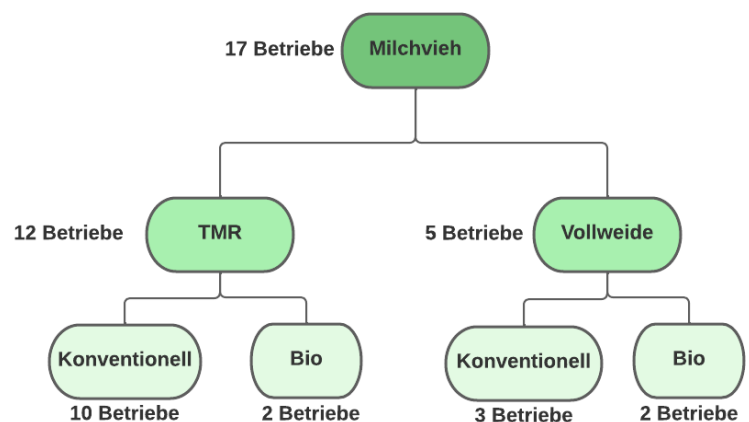 17 Betriebe
Milchvieh
12 Betriebe
TMR
5 Betriebe
Vollweide
Konventionell
Bio
Konventionell
Bio
10 Betriebe
2 Betriebe
3 Betriebe
2 Betriebe